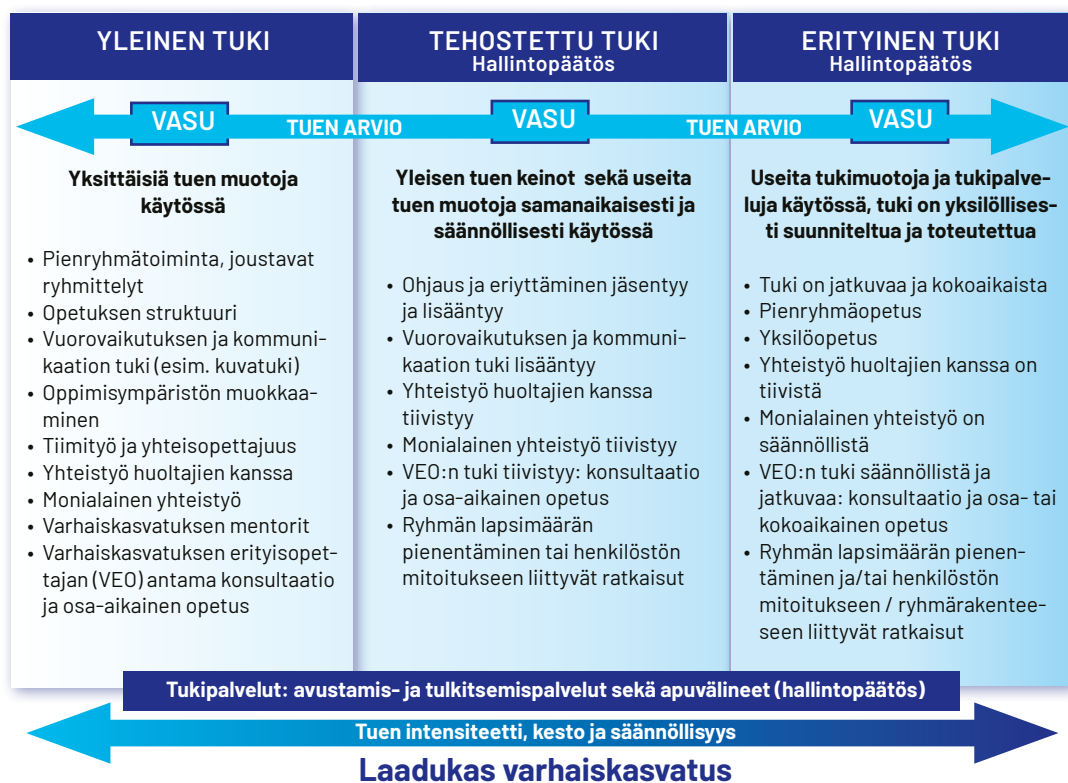 YLEINEN TUKI
TEHOSTETTU TUKI
Hallintopäätös
ERITYINEN TUKI
Hallintopäätös
VASU
TUEN ARVIO
VASU
TUEN ARVIO
VASU
Yksittäisiä tuen muotoja
käytössä
• Pienryhmätoiminta, joustavat
ryhmittelyt
• Opetuksen struktuuri
• Vuorovaikutuksen ja kommuni-
kaation tuki (esim. kuvatuki)
• Oppimisympäristön muokkaa-
minen
• Tiimityö ja yhteisopettajuus
• Yhteistyö huoltajien kanssa
• Monialainen yhteistyö
• Varhaiskasvatuksen mentorit
• Varhaiskasvatuksen erityisopet-
tajan (VEO) antama konsultaatio
ja osa-aikainen opetus
Yleisen tuen keinot sekä useita
tuen muotoja samanaikaisesti ja
säännöllisesti käytössä
• Ohjaus ja eriyttäminen jäsentyy
ja lisääntyy
• Vuorovaikutuksen ja kommuni-
kaation tuki lisääntyy
• Yhteistyö huoltajien kanssa
tiivistyy
• Monialainen yhteistyö tiivistyy
• VEO:n tuki tiivistyy: konsultaatio
ja osa-aikainen opetus
• Ryhmän lapsimäärän
pienentäminen tai henkilöstön
mitoitukseen liittyvät ratkaisut
Useita tukimuotoja ja tukipalve-
luja käytössä, tuki on yksilöllises-
ti suunniteltua ja toteutettua
• Tuki on jatkuvaa ja kokoaikaista
• Pienryhmäopetus
• Yksilöopetus
• Yhteistyö huoltajien kanssa on
tiivistä
• Monialainen yhteistyö on
säännöllistä
• VEO:n tuki säännöllistä ja
jatkuvaa: konsultaatio ja osa- tai
kokoaikainen opetus
• Ryhmän lapsimäärän pienen-
täminen ja/tai henkilöstön
mitoitukseen / ryhmärakentee-
seen liittyvät ratkaisut
Tukipalvelut: avustamis- ja tulkitsemispalvelut sekä apuvälineet (hallintopäätös)
Tuen intensiteetti, kesto ja säännöllisyys
Laadukas varhaiskasvatus